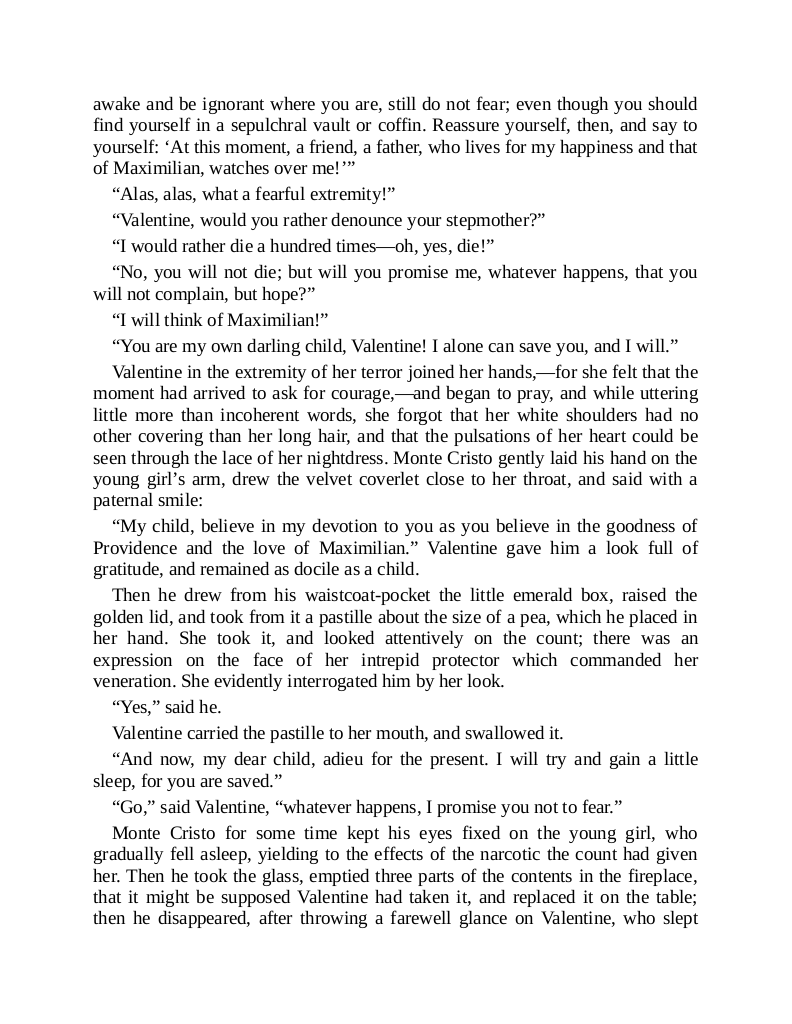 awake and be ignorant where you are, still do not fear; even though you should
find yourself in a sepulchral vault or coffin. Reassure yourself, then, and say to
yourself: ‘At this moment, a friend, a father, who lives for my happiness and that
of Maximilian, watches over me!’”
“Alas, alas, what a fearful extremity!”
“Valentine, would you rather denounce your stepmother?”
“I would rather die a hundred times—oh, yes, die!”
“No, you will not die; but will you promise me, whatever happens, that you
will not complain, but hope?”
“I will think of Maximilian!”
“You are my own darling child, Valentine! I alone can save you, and I will.”
Valentine in the extremity of her terror joined her hands,—for she felt that the
moment had arrived to ask for courage,—and began to pray, and while uttering
little more than incoherent words, she forgot that her white shoulders had no
other covering than her long hair, and that the pulsations of her heart could be
seen through the lace of her nightdress. Monte Cristo gently laid his hand on the
young girl’s arm, drew the velvet coverlet close to her throat, and said with a
paternal smile:
“My child, believe in my devotion to you as you believe in the goodness of
Providence and the love of Maximilian.” Valentine gave him a look full of
gratitude, and remained as docile as a child.
Then he drew from his waistcoat-pocket the little emerald box, raised the
golden lid, and took from it a pastille about the size of a pea, which he placed in
her hand. She took it, and looked attentively on the count; there was an
expression on the face of her intrepid protector which commanded her
veneration. She evidently interrogated him by her look.
“Yes,” said he.
Valentine carried the pastille to her mouth, and swallowed it.
“And now, my dear child, adieu for the present. I will try and gain a little
sleep, for you are saved.”
“Go,” said Valentine, “whatever happens, I promise you not to fear.”
Monte Cristo for some time kept his eyes fixed on the young girl, who
gradually fell asleep, yielding to the effects of the narcotic the count had given
her. Then he took the glass, emptied three parts of the contents in the fireplace,
that it might be supposed Valentine had taken it, and replaced it on the table;
then he disappeared, after throwing a farewell glance on Valentine, who slept